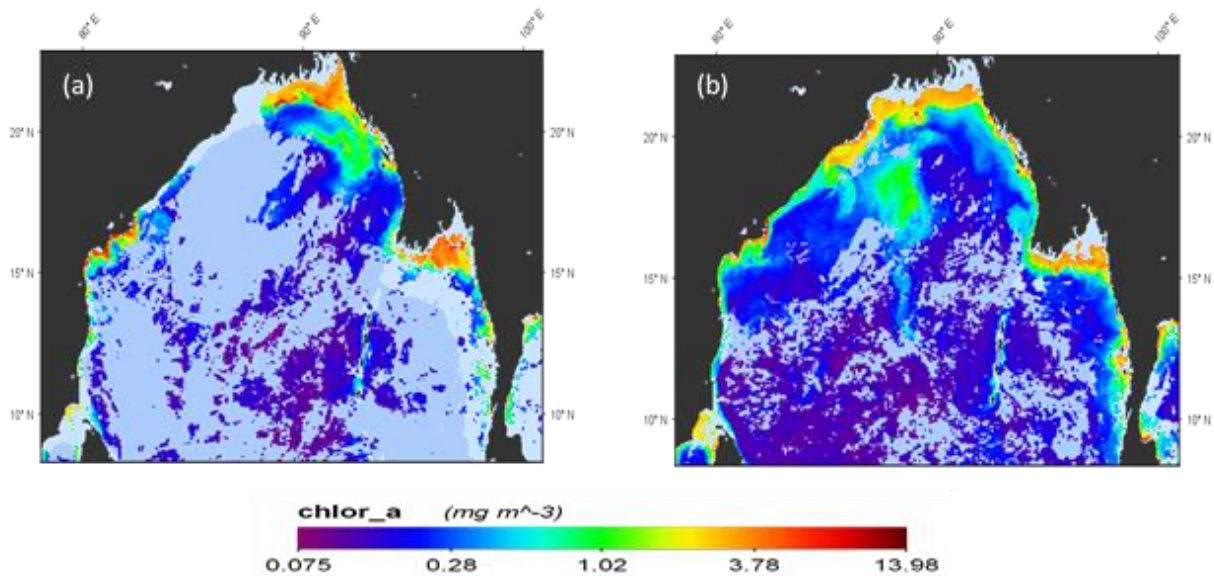 80° E 90° E 100° E 80° E 90° E 100° E
(a) (b)
20° N 20° N 20° N 20° N
15° N 15° N 15° N 15° N
10° N 10° N 10° N 10° N
chlor_a (mg m^-3)
0.075 0.28 1.02 3.78 13.98